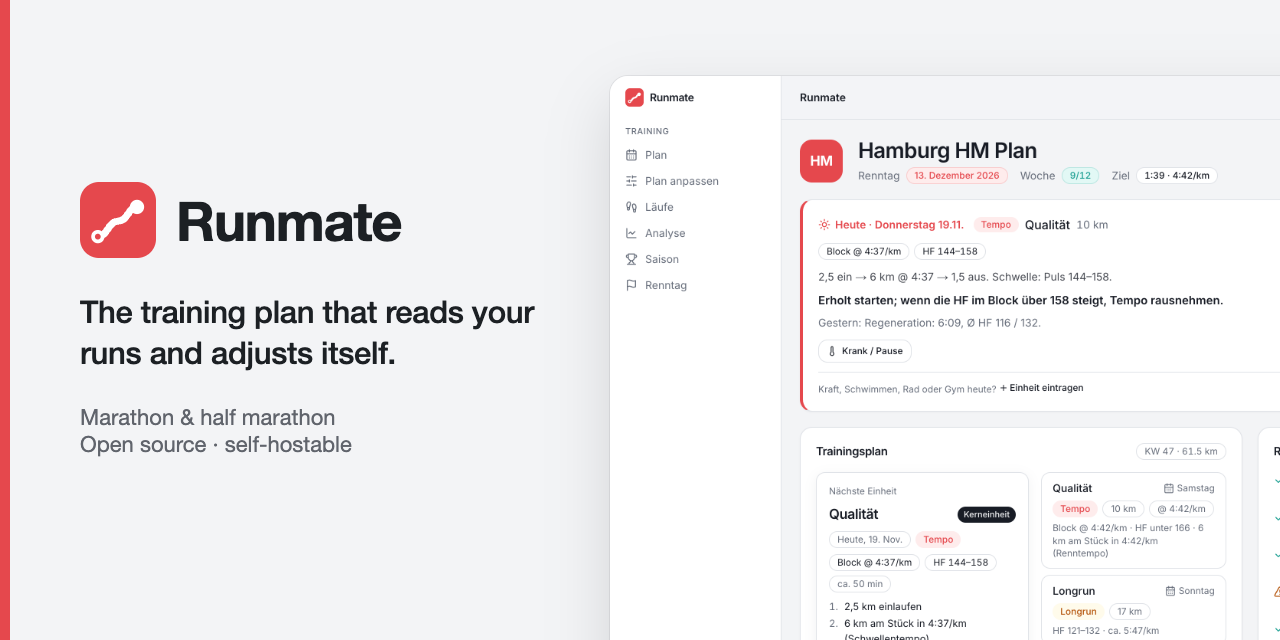 Runmate
The training plan that reads your
runs and adjusts itself.
Marathon & half marathon
Open source · self-hostable
Runmate
TRAINING
Plan
Plan anpassen
Läufe
Analyse
Saison
Renntag
Runmate
HM
Hamburg HM Plan
Renntag 13. Dezember 2026 Woche 9/12 Ziel 1:39 · 4:42/km
Heute · Donnerstag 19.11. Tempo Qualität 10 km
Block @ 4:37/km HF 144–158
2,5 ein → 6 km @ 4:37 → 1,5 aus. Schwelle: Puls 144–158.
Erholt starten; wenn die HF im Block über 158 steigt, Tempo rausnehmen.
Gestern: Regeneration: 6:09, Ø HF 116 / 132.
Krank / Pause
Kraft, Schwimmen, Rad oder Gym heute? + Einheit eintragen
Trainingsplan KW 47 · 61.5 km
Nächste Einheit
Qualität Kerneinheit
Heute, 19. Nov. Tempo
Block @ 4:37/km HF 144–158
ca. 50 min
1. 2,5 km einlaufen
2. 6 km am Stück in 4:37/km
(Schwellentempo)
Qualität Samstag
Tempo 10 km @ 4:42/km
Block @ 4:42/km · HF unter 166 · 6
km am Stück in 4:42/km
(Renntempo)
Longrun Sonntag
Longrun 17 km
HF 121–132 · ca. 5:47/km